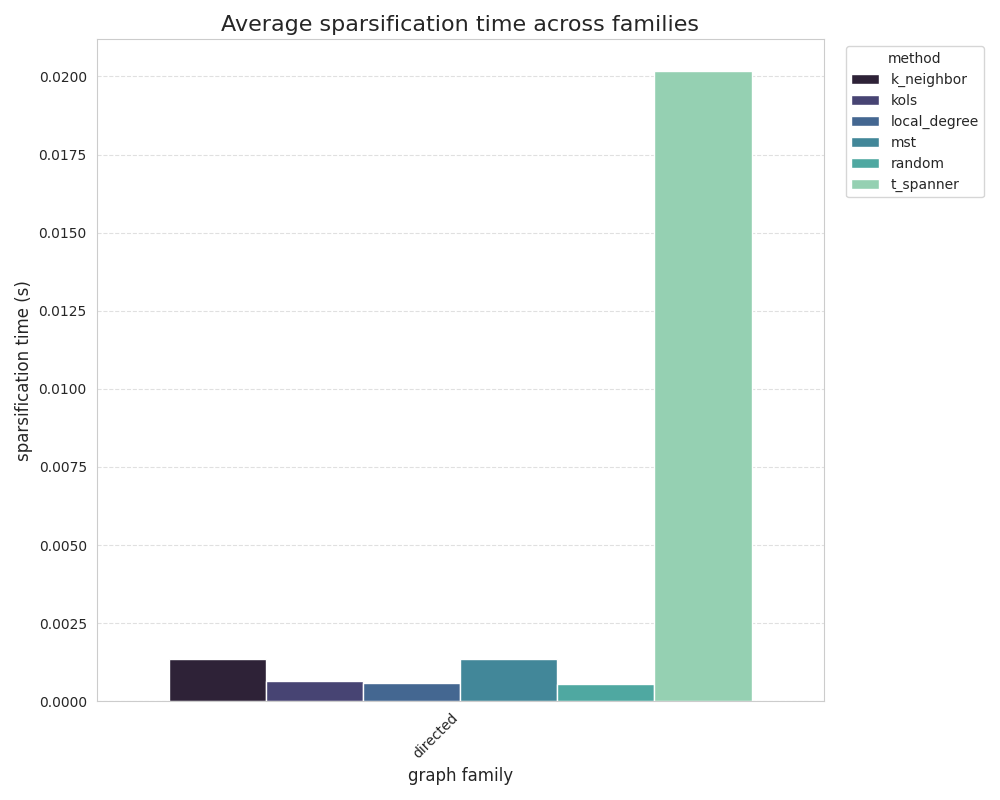 Average sparsification time across families
sparsification time (s)
0.0200
0.0175
0.0150
0.0125
0.0100
0.0075
0.0050
0.0025
0.0000
directed
graph family
method
k_neighbor
kols
local_degree
mst
random
t_spanner